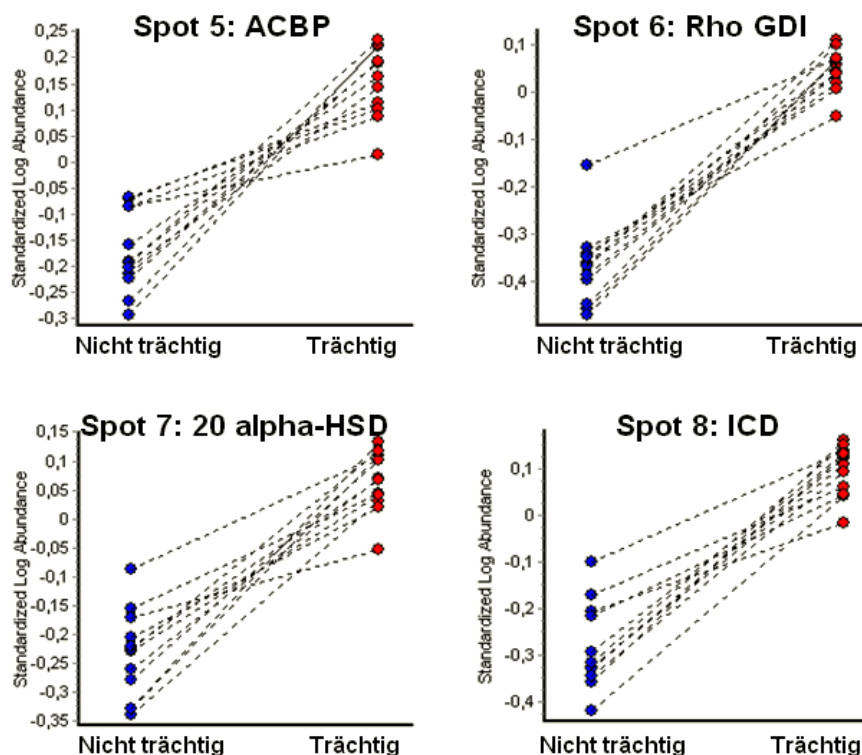 Spot 5: ACBP
Standardized Log Abundance
0,25
0,2
0,15
0,1
0,05
0
-0,05
-0,1
-0,15
-0,2
-0,25
-0,3
Nicht trächtig Trächtig
Spot 6: Rho GDI
Standardized Log Abundance
0,1
0
-0,1
-0,2
-0,3
-0,4
Nicht trächtig Trächtig
Spot 7: 20 alpha-HSD
Standardized Log Abundance
0,15
0,1
0,05
0
-0,05
-0,1
-0,15
-0,2
-0,25
-0,3
-0,35
Nicht trächtig Trächtig
Spot 8: ICD
Standardized Log Abundance
0,1
0
-0,1
-0,2
-0,3
-0,4
Nicht trächtig Trächtig